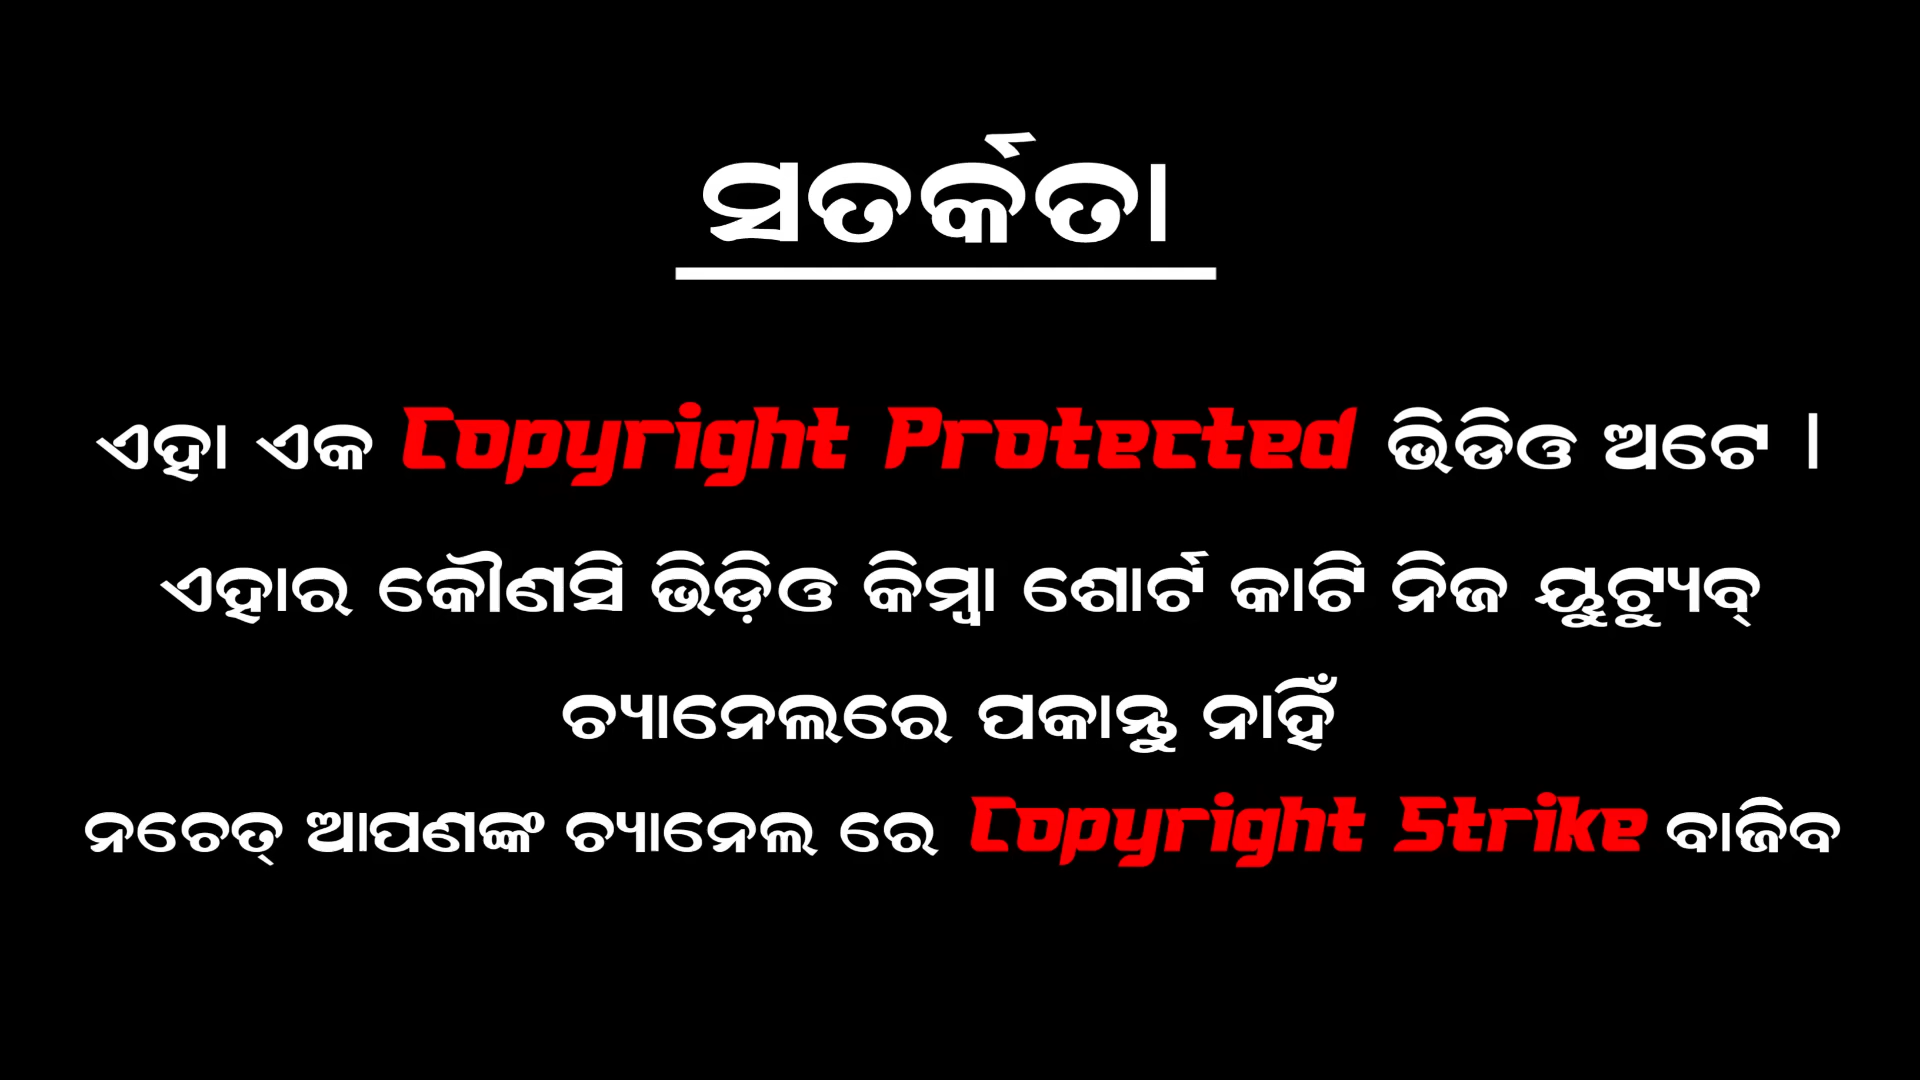 ସତର୍କତା
ଏହା ଏକ Copyright Protected ଭିଡିଓ ଅଟେ |
ଏହାର କୌଣସି ଭିଡ଼ିଓ କିମ୍ବା ଶୋର୍ଟ କାଟି ନିଜ ୟୁଟ୍ୟୁବ୍
ଚ୍ୟାନେଲରେ ପକାନ୍ତୁ ନାହିଁ
ନଚେତ୍ ଆପଣଙ୍କ ଚ୍ୟାନେଲ ରେ Copyright Strike ବାଜିବ